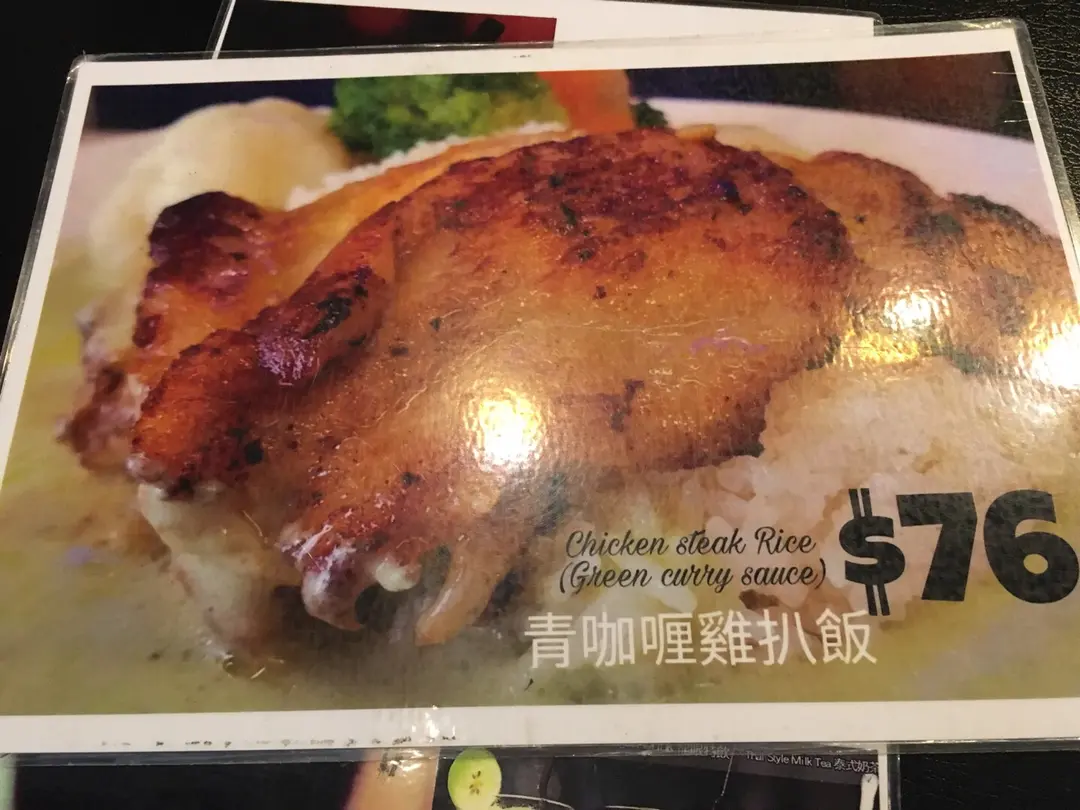 Chicken steak Rice
(Green curry sauce)
$76
青咖喱雞扒飯
Thai Style Milk Tea 泰式奶茶